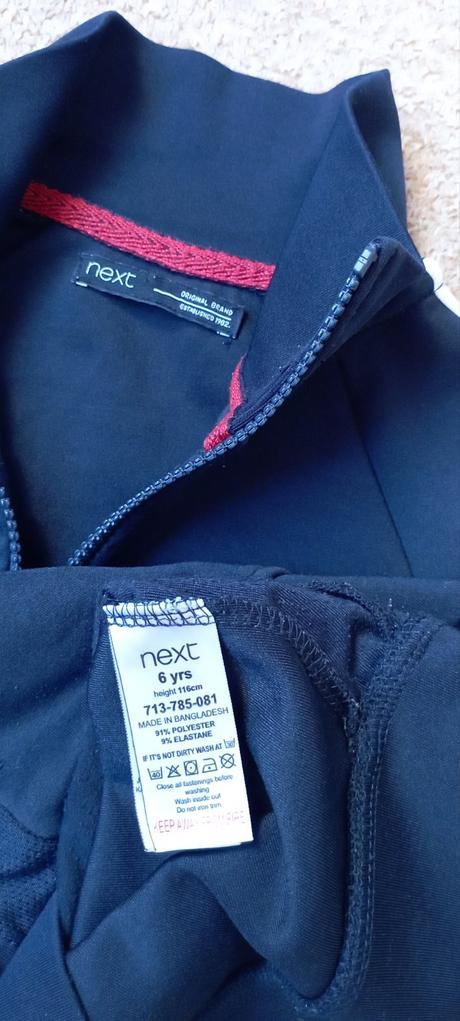 next
ORIGINAL BRAND
ESTABLISHED 1982.
next
6 yrs
height 116cm
713-785-081
MADE IN BANGLADESH
91% POLYESTER
9% ELASTANE
IF IT'S NOT DIRTY WASH AT 30°
40
Close all fastenings before
washing
Wash inside out
Do not iron trim
KEEP AWAY FROM FIRE